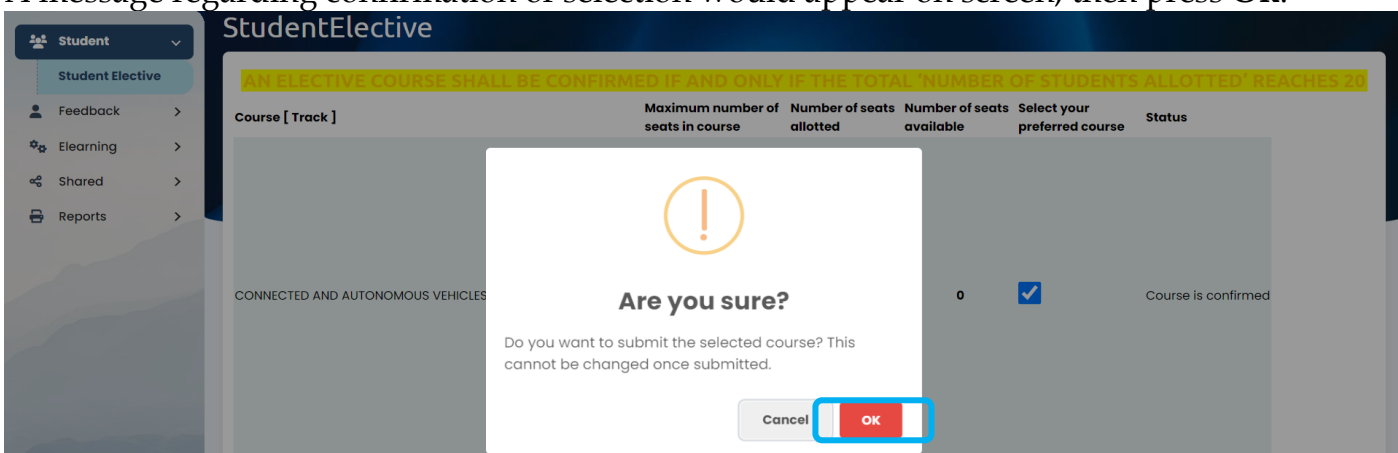 A message regarding confirmation of selection would appear on screen, then press OK.
StudentElective
Student
Student Elective
Feedback
Elearning
Shared
Reports
AN ELECTIVE COURSE SHALL BE CONFIRMED IF AND ONLY IF THE TOTAL 'NUMBER OF STUDENTS ALLOTTED' REACHES 20
Course [ Track ]
Maximum number of seats in course
Number of seats allotted
Number of seats available
Select your preferred course
Status
CONNECTED AND AUTONOMOUS VEHICLES
0
Course is confirmed
Are you sure?
Do you want to submit the selected course? This
cannot be changed once submitted.
Cancel
OK